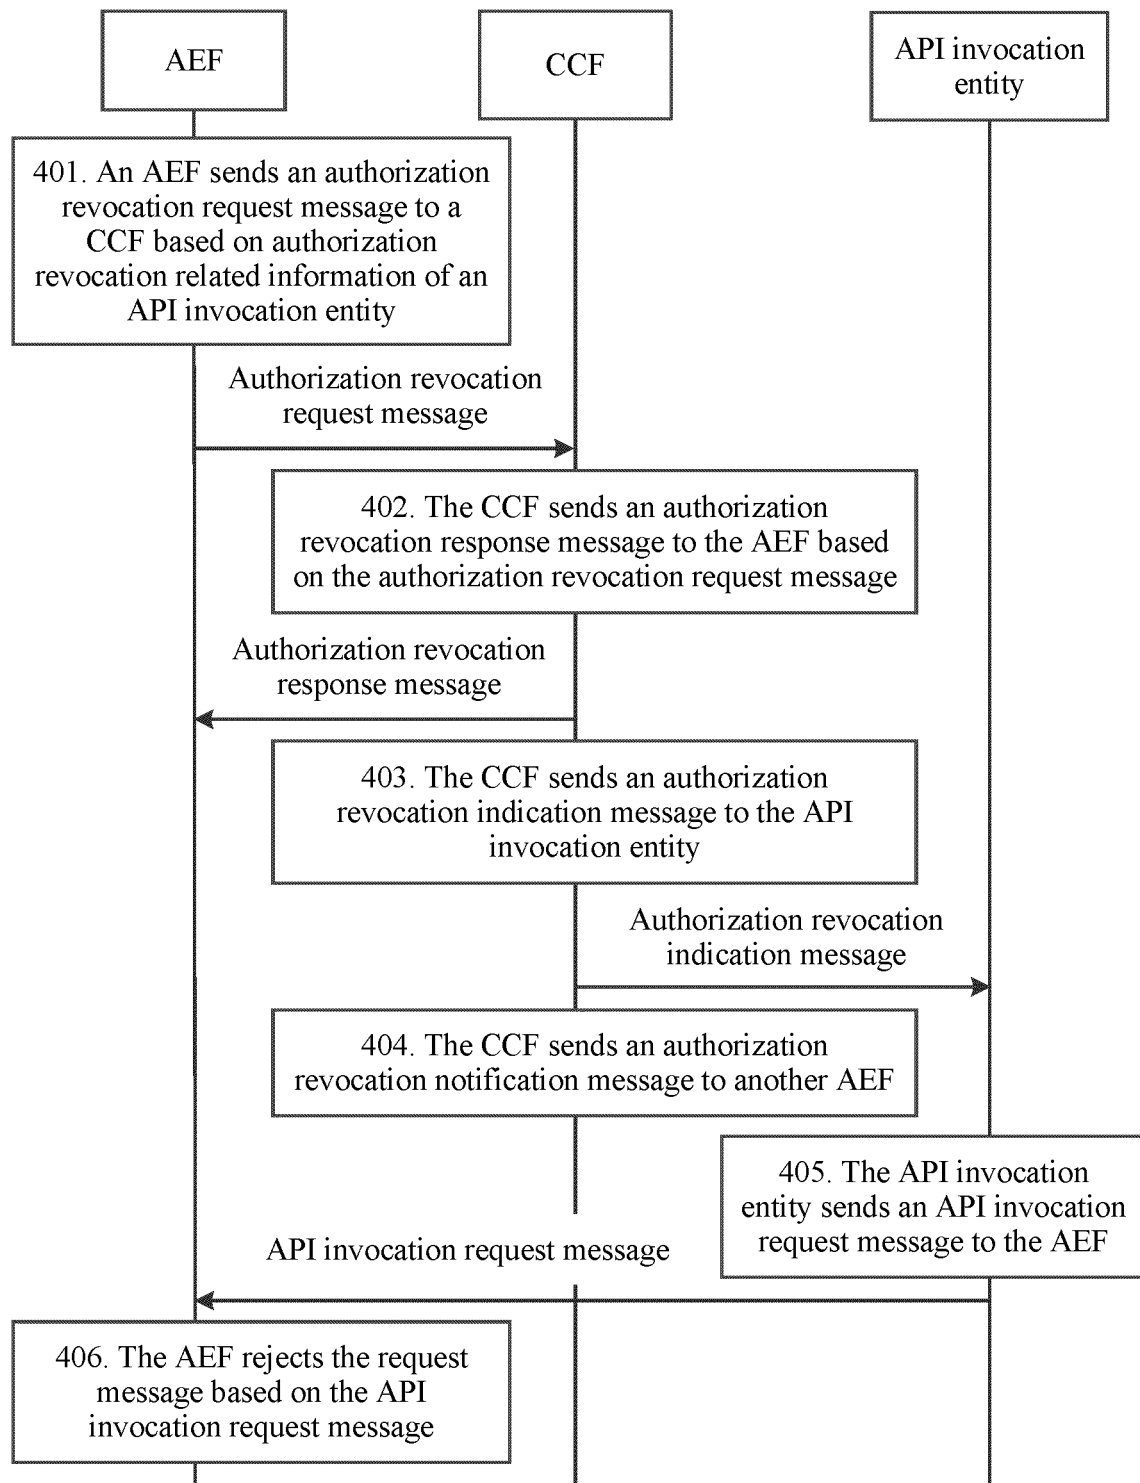 AEF
CCF
API invocation
entity
401. An AEF sends an authorization
revocation request message to a
CCF based on authorization
revocation related information of an
API invocation entity
Authorization revocation
request message
402. The CCF sends an authorization
revocation response message to the AEF based
on the authorization revocation request message
Authorization revocation
response message
403. The CCF sends an authorization
revocation indication message to the API
invocation entity
Authorization revocation
indication message
404. The CCF sends an authorization
revocation notification message to another AEF
405. The API invocation
entity sends an API invocation
request message to the AEF
API invocation request message
406. The AEF rejects the request
message based on the API
invocation request message